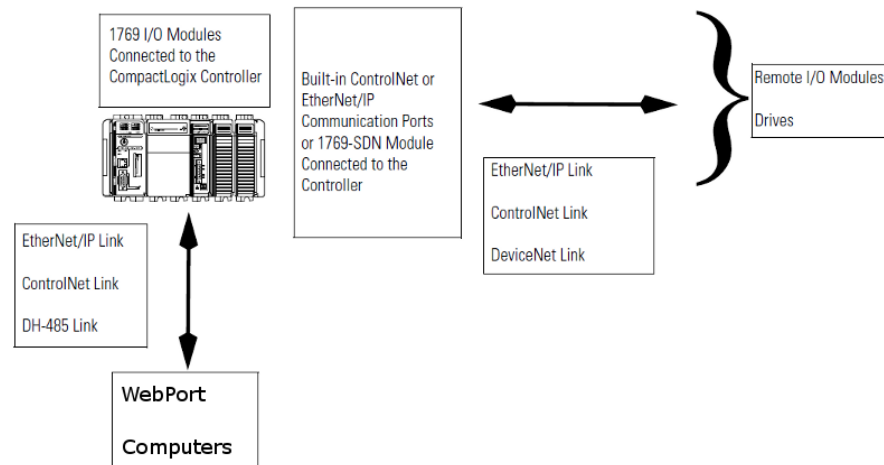 1769 I/O Modules
Connected to the
CompactLogix Controller
Built-in ControlNet or
EtherNet/IP
Communication Ports
or 1769-SDN Module
Connected to the
Controller
Remote I/O Modules
Drives
EtherNet/IP Link
ControlNet Link
DeviceNet Link
EtherNet/IP Link
ControlNet Link
DH-485 Link
WebPort
Computers